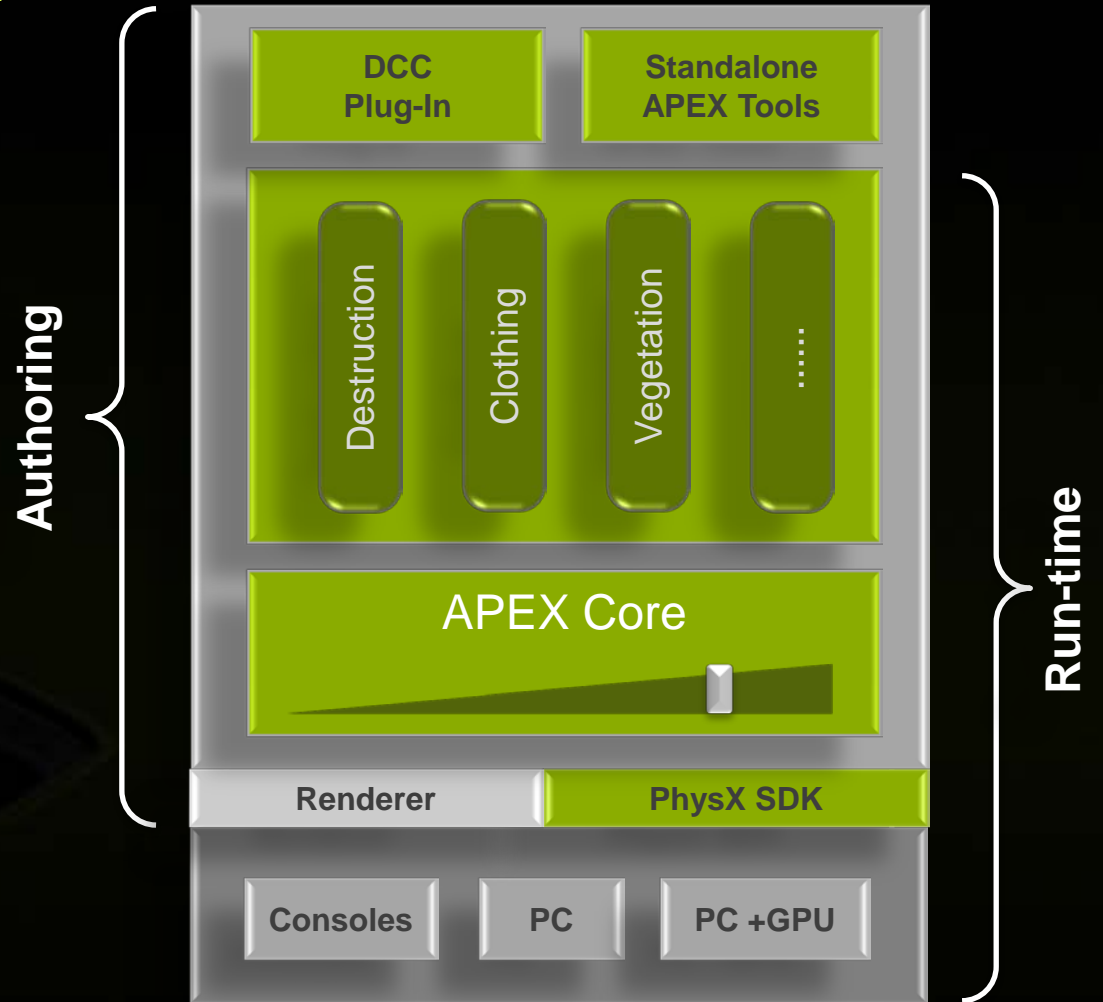 DCC
Plug-In
Standalone
APEX Tools
Authoring
Destruction
Clothing
Vegetation
......
Run-time
APEX Core
Renderer
PhysX SDK
Consoles
PC
PC +GPU